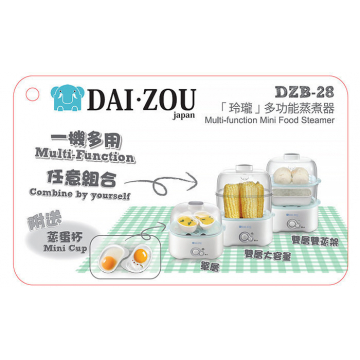 DAI·ZOU
japan
DZB-28
「玲瓏」多功能蒸煮器
Multi-function Mini Food Steamer
一機多用
Multi-Function
任意組合
Combine by yourself
附送
蒸蛋杯
Mini Cup
單層
雙層大容量
雙層雙蒸架